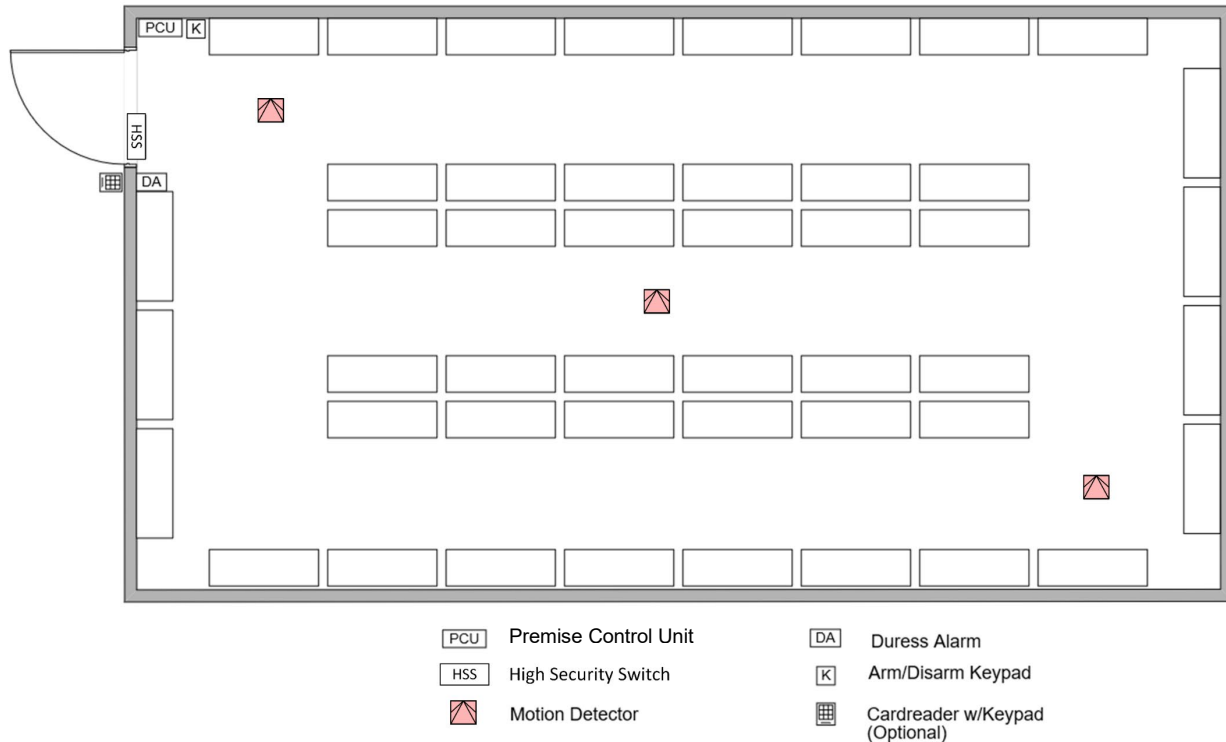 PCU K
HSS
DA
PCU Premise Control Unit
HSS High Security Switch
Motion Detector
DA Duress Alarm
K Arm/Disarm Keypad
Cardreader w/Keypad
(Optional)